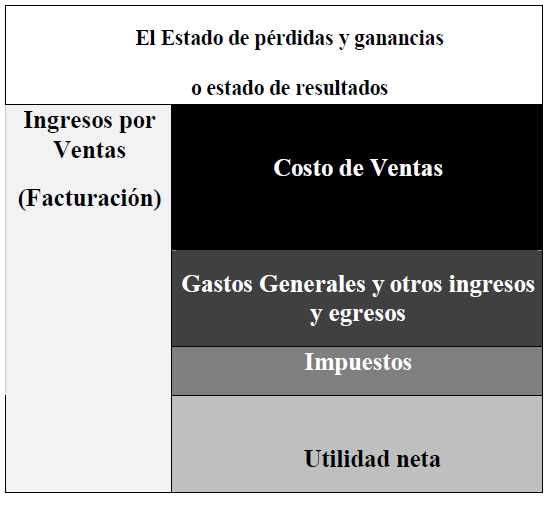 El Estado de pérdidas y ganancias
o estado de resultados
Ingresos por
Ventas
(Facturación)
Costo de Ventas
Gastos Generales y otros ingresos
y egresos
Impuestos
Utilidad neta